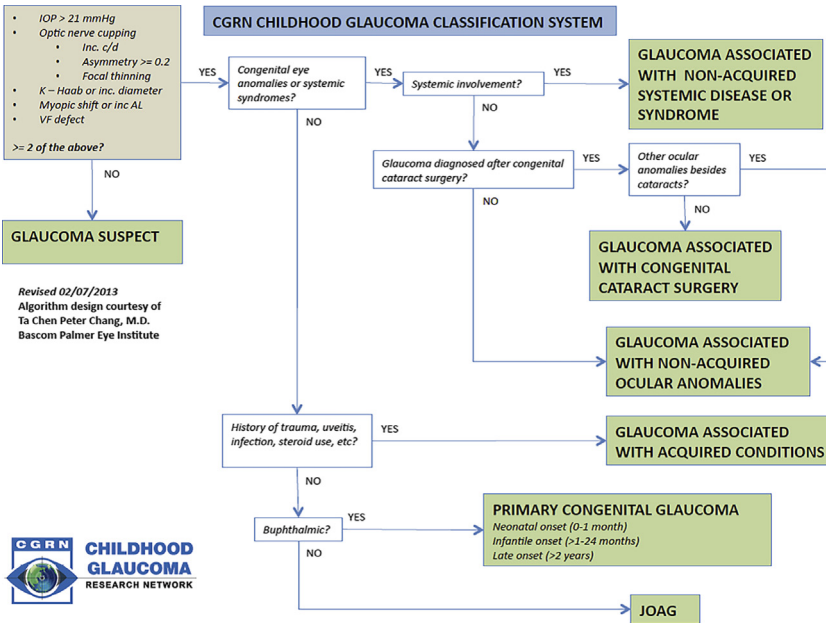 CGRN CHILDHOOD GLAUCOMA CLASSIFICATION SYSTEM
• IOP > 21 mmHg
• Optic nerve cupping
• Inc. c/d
• Asymmetry >= 0.2
• Focal thinning
• K – Haab or inc. diameter
• Myopic shift or inc AL
• VF defect
>= 2 of the above?
YES
NO
GLAUCOMA SUSPECT
Revised 02/07/2013
Algorithm design courtesy of
Ta Chen Peter Chang, M.D.
Bascom Palmer Eye Institute
Congenital eye
anomalies or systemic
syndromes?
YES
NO
Systemic involvement?
YES
NO
GLAUCOMA ASSOCIATED
WITH NON-ACQUIRED
SYSTEMIC DISEASE OR
SYNDROME
Glaucoma diagnosed after congenital
cataract surgery?
YES
NO
Other ocular
anomalies besides
cataracts?
YES
NO
GLAUCOMA ASSOCIATED
WITH CONGENITAL
CATARACT SURGERY
GLAUCOMA ASSOCIATED
WITH NON-ACQUIRED
OCULAR ANOMALIES
History of trauma, uveitis,
infection, steroid use, etc?
YES
NO
GLAUCOMA ASSOCIATED
WITH ACQUIRED CONDITIONS
Buphthalmic?
YES
NO
PRIMARY CONGENITAL GLAUCOMA
Neonatal onset (0-1 month)
Infantile onset (>1-24 months)
Late onset (>2 years)
JOAG
CGRN
CHILDHOOD
GLAUCOMA
RESEARCH NETWORK